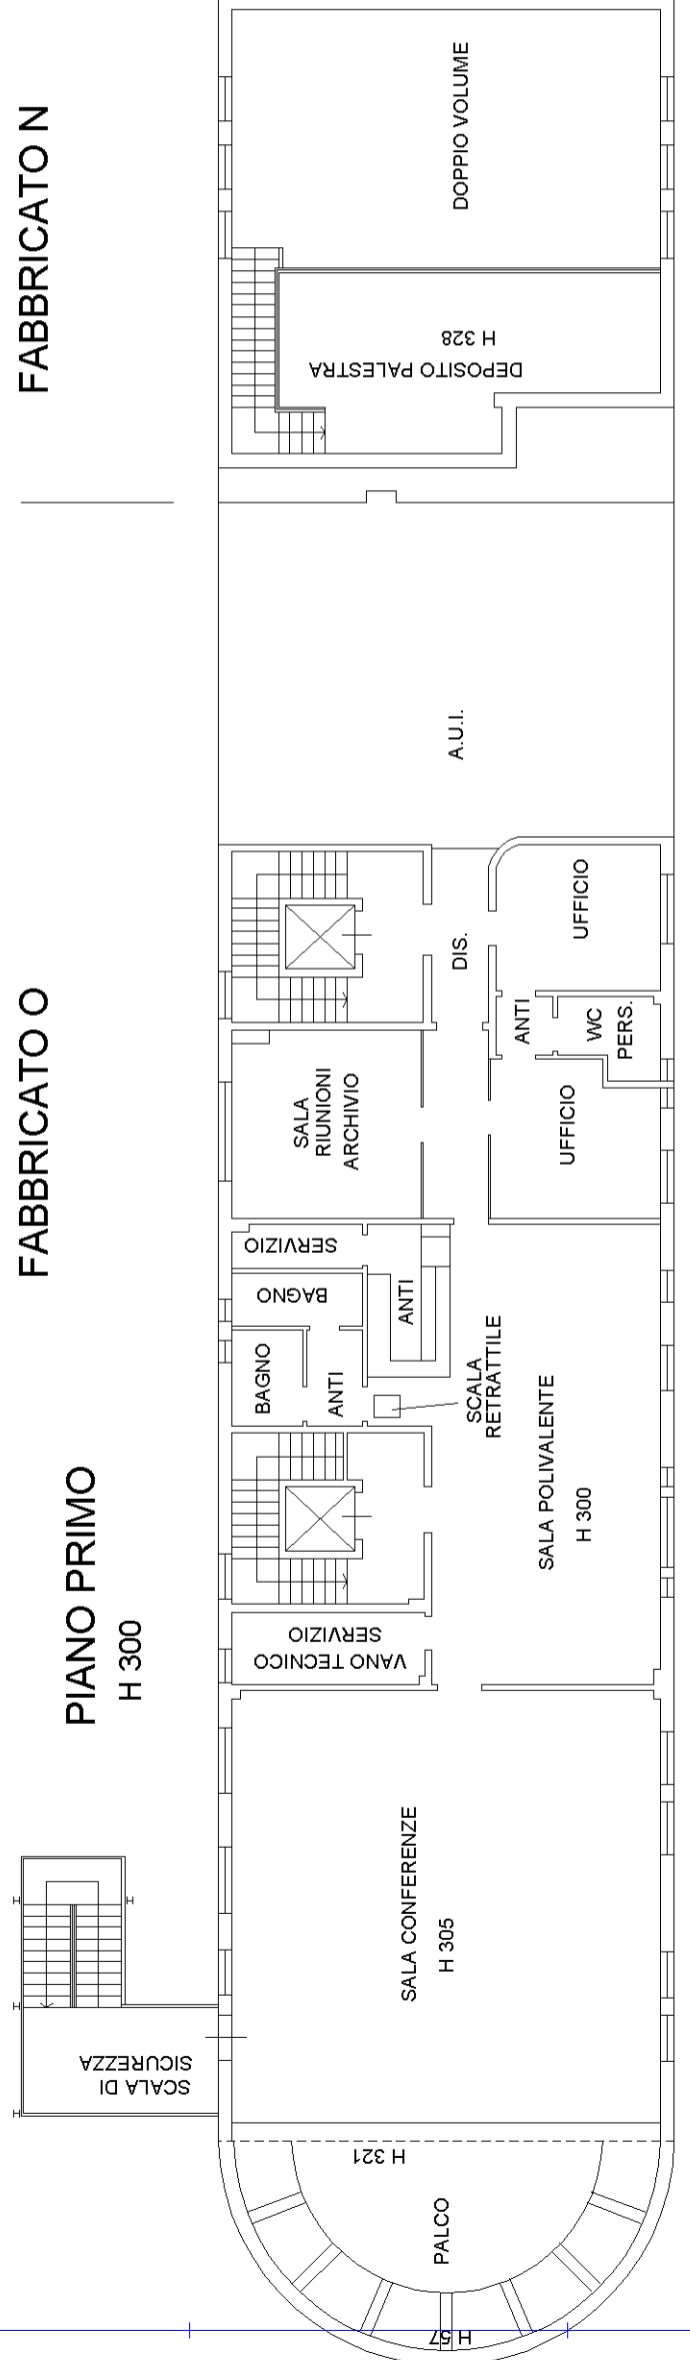 FABBRICATO N
DOPPIO VOLUME
H 328
DEPOSITO PALESTRA
A.U.I.
FABBRICATO O
DIS.
UFFICIO
ANTI
WC
PERS.
SALA
RIUNIONI
ARCHIVIO
UFFICIO
SERVIZIO
BAGNO
ANTI
BAGNO
ANTI
SCALA
RETRATTILE
SALA POLIVALENTE
H 300
PIANO PRIMO
H 300
VANO TECNICO
SERVIZIO
SALA CONFERENZE
H 305
SCALA DI
SICUREZZA
H 321
PALCO
H 57